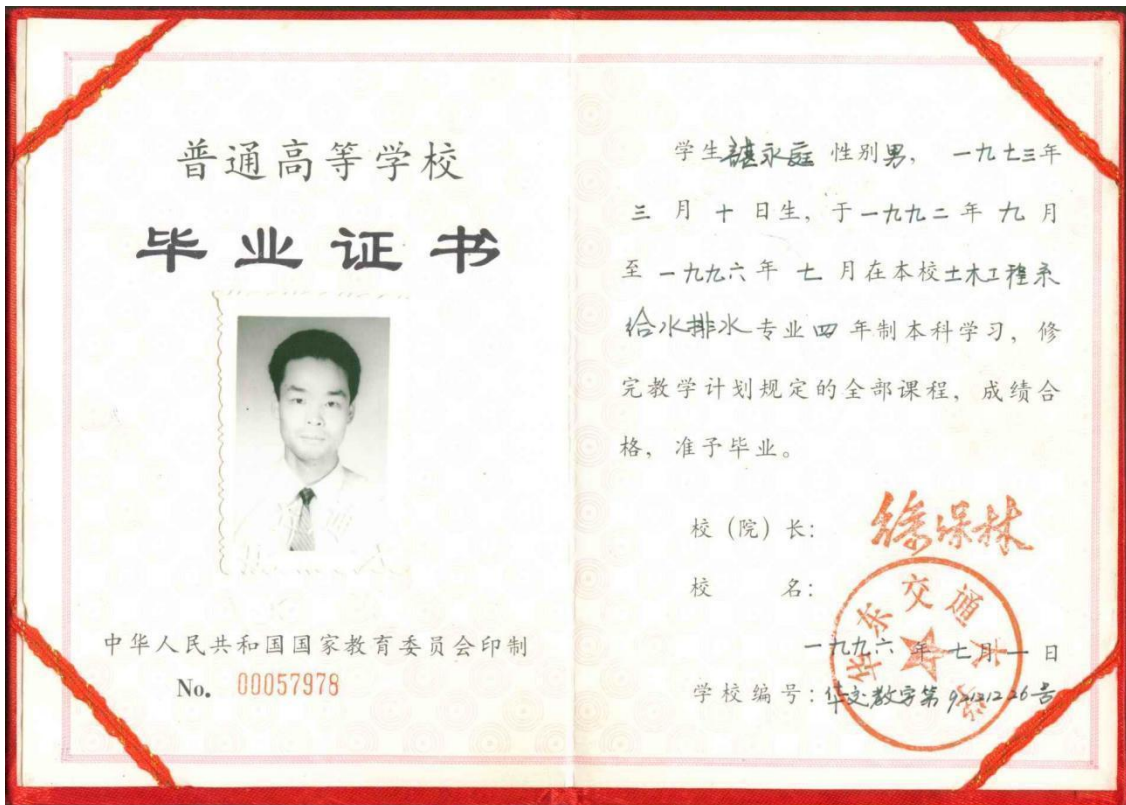 普通高等学校
毕业证书
中华人民共和国国家教育委员会印制
No. 00057978
学生 永庭 性别男, 一九七三年
三月十日生, 于一九九二年九月
至一九九六年七月在本校土木工程系
给水排水专业四年制本科学习, 修
完教学计划规定的全部课程, 成绩合
格, 准予毕业。
校（院）长: 徐保林
校 名:
华东交通大学
一九九六年七月一日
学校编号: 华交教字第 号